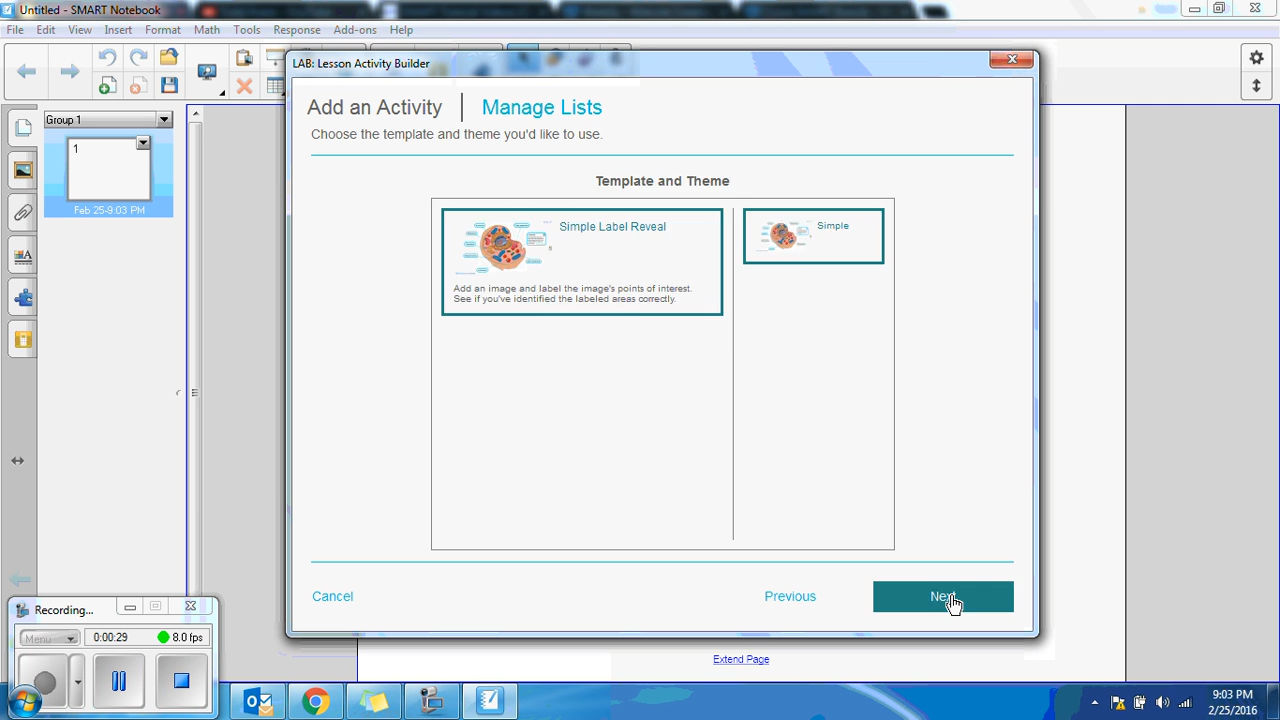 Untitled - SMART Notebook
File Edit View Insert Format Math Tools Response Add-ons Help
LAB: Lesson Activity Builder
Add an Activity | Manage Lists
Choose the template and theme you'd like to use.
Group 1
1
Feb 25-9:03 PM
Template and Theme
Simple Label Reveal
Add an image and label the image's points of interest.
See if you've identified the labeled areas correctly.
Simple
Cancel
Previous
Next
Recording...
Menu
0:00:29
8.0 fps
Extend Page
9:03 PM
2/25/2016